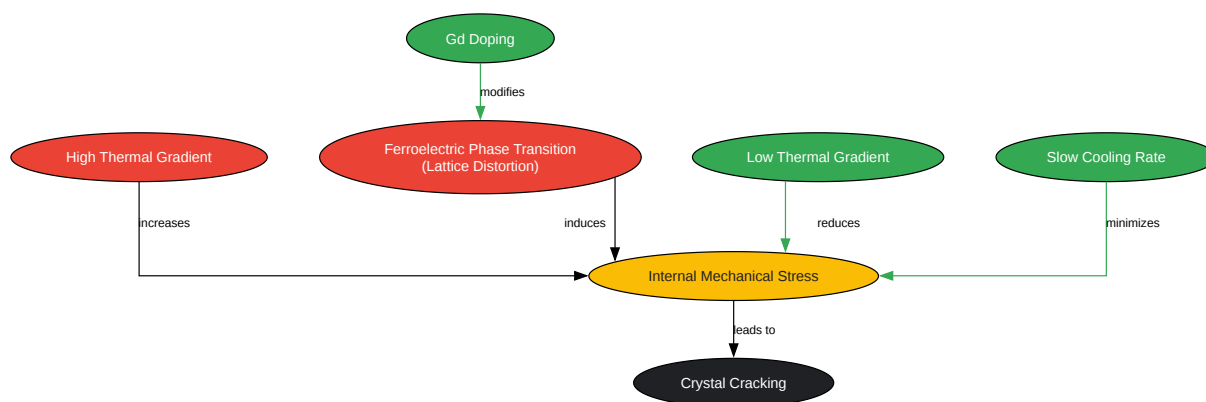 Gd Doping
modifies
High Thermal Gradient
Ferroelectric Phase Transition
(Lattice Distortion)
Low Thermal Gradient
Slow Cooling Rate
increases
induces
reduces
minimizes
Internal Mechanical Stress
leads to
Crystal Cracking